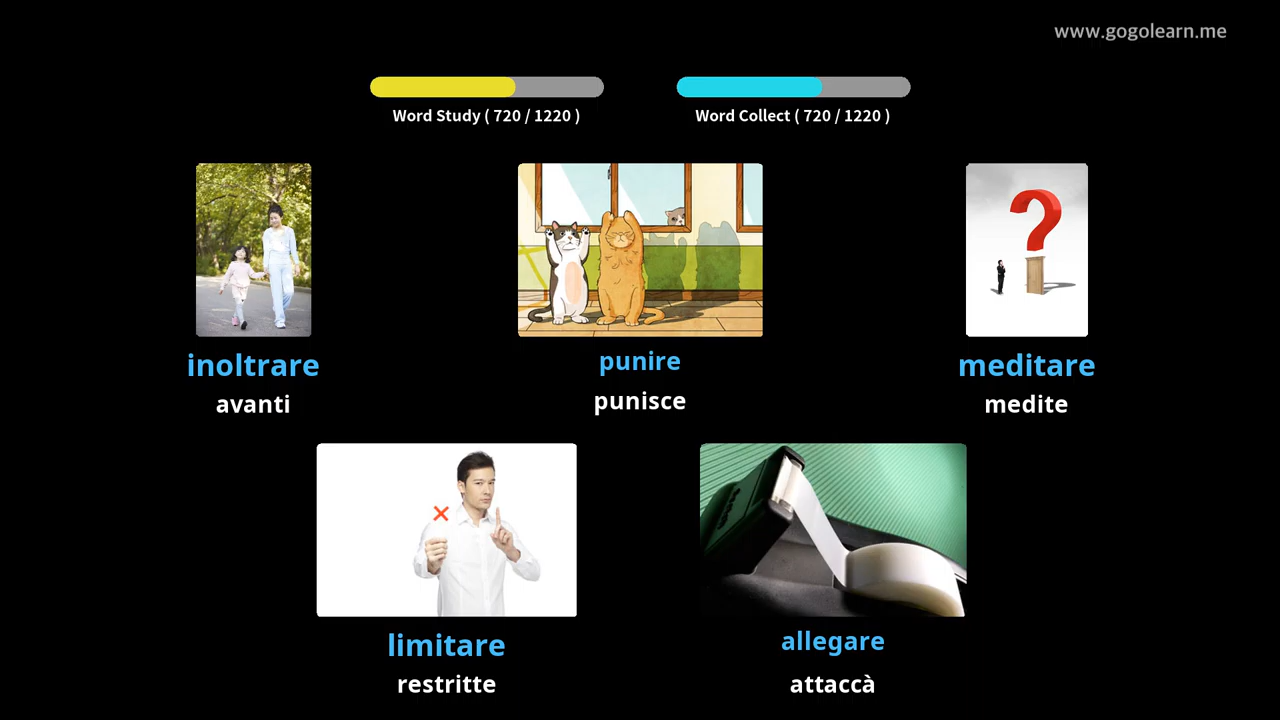 www.gogolearn.me
Word Study ( 720 / 1220 )
Word Collect ( 720 / 1220 )
inoltrare
avanti
punire
punisce
meditare
medite
limitare
restritte
allegare
attaccà